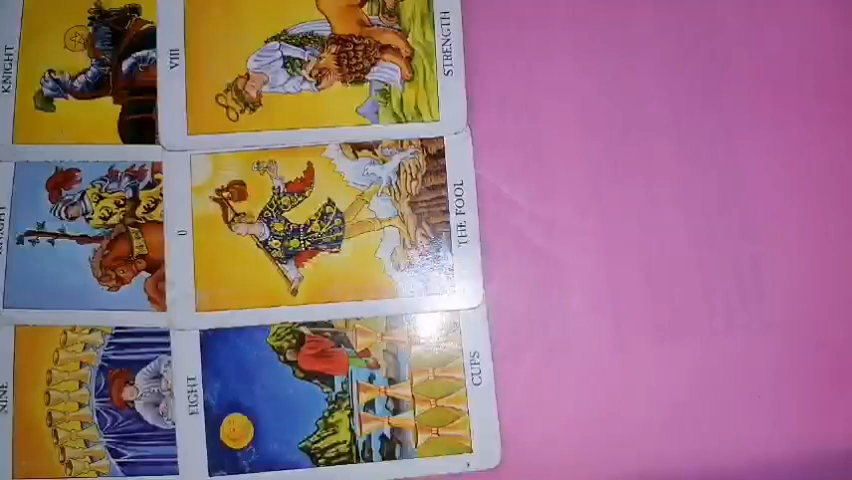 KNIGHT
VIII
STRENGTH
0
THE FOOL
NINE
EIGHT
CUPS